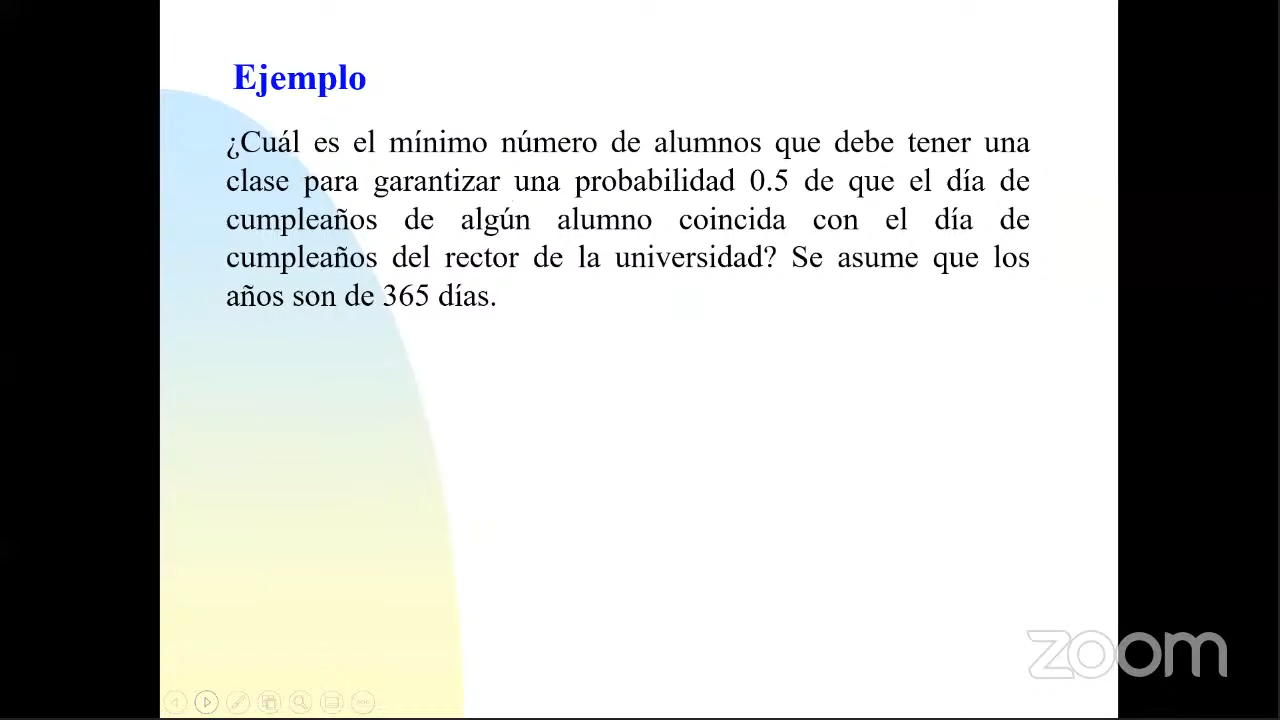 Ejemplo
¿Cuál es el mínimo número de alumnos que debe tener una
clase para garantizar una probabilidad 0.5 de que el día de
cumpleaños de algún alumno coincida con el día de
cumpleaños del rector de la universidad? Se asume que los
años son de 365 días.
zoom